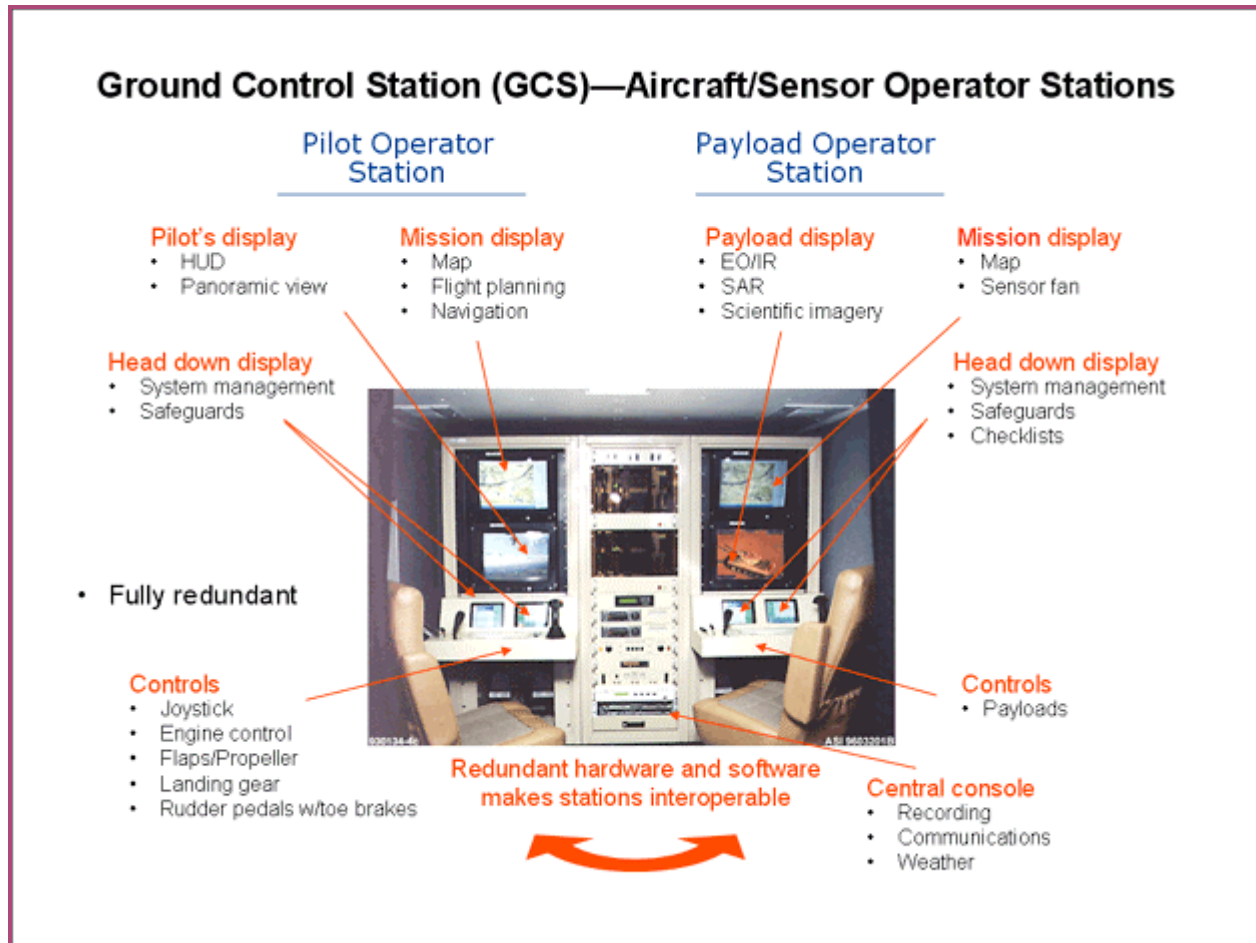 Ground Control Station (GCS)—Aircraft/Sensor Operator Stations
Pilot Operator
Station
Payload Operator
Station
Pilot's display
• HUD
• Panoramic view
Mission display
• Map
• Flight planning
• Navigation
Payload display
• EO/IR
• SAR
• Scientific imagery
Mission display
• Map
• Sensor fan
Head down display
• System management
• Safeguards
Head down display
• System management
• Safeguards
• Checklists
• Fully redundant
Controls
• Joystick
• Engine control
• Flaps/Propeller
• Landing gear
• Rudder pedals w/toe brakes
Controls
• Payloads
ASI 9603201B
Redundant hardware and software
makes stations interoperable
Central console
• Recording
• Communications
• Weather